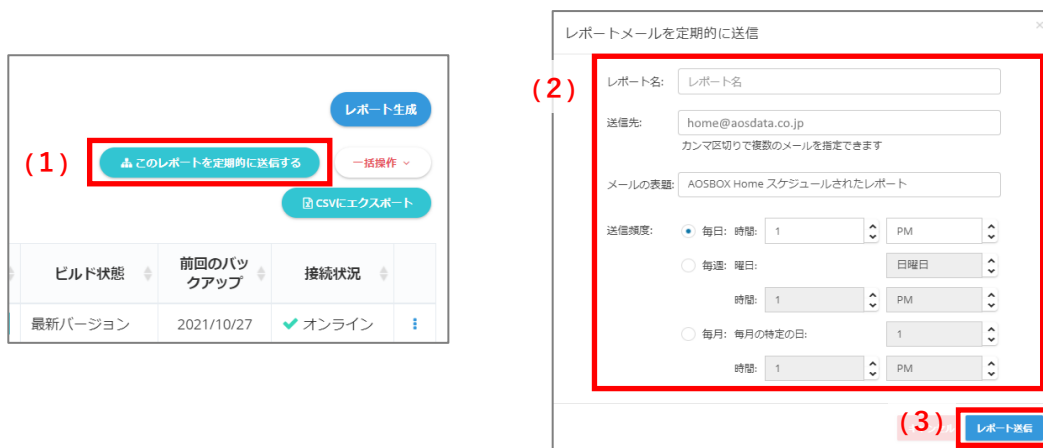 レポート生成
(1)
このレポートを定期的に送信する
一括操作
CSVにエクスポート
ビルド状態
前回のバックアップ
接続状況
最新バージョン
2021/10/27
オンライン
レポートメールを定期的に送信
×
(2)
レポート名:
レポート名
送信先:
home@aosdata.co.jp
カンマ区切りで複数のメールを指定できます
メールの表題:
AOSBOX Home スケジュールされたレポート
送信頻度:
毎日: 時間: 1 PM
毎週: 曜日: 日曜日
時間: 1 PM
毎月: 毎月の特定の日: 1
時間: 1 PM
(3)
レポート送信